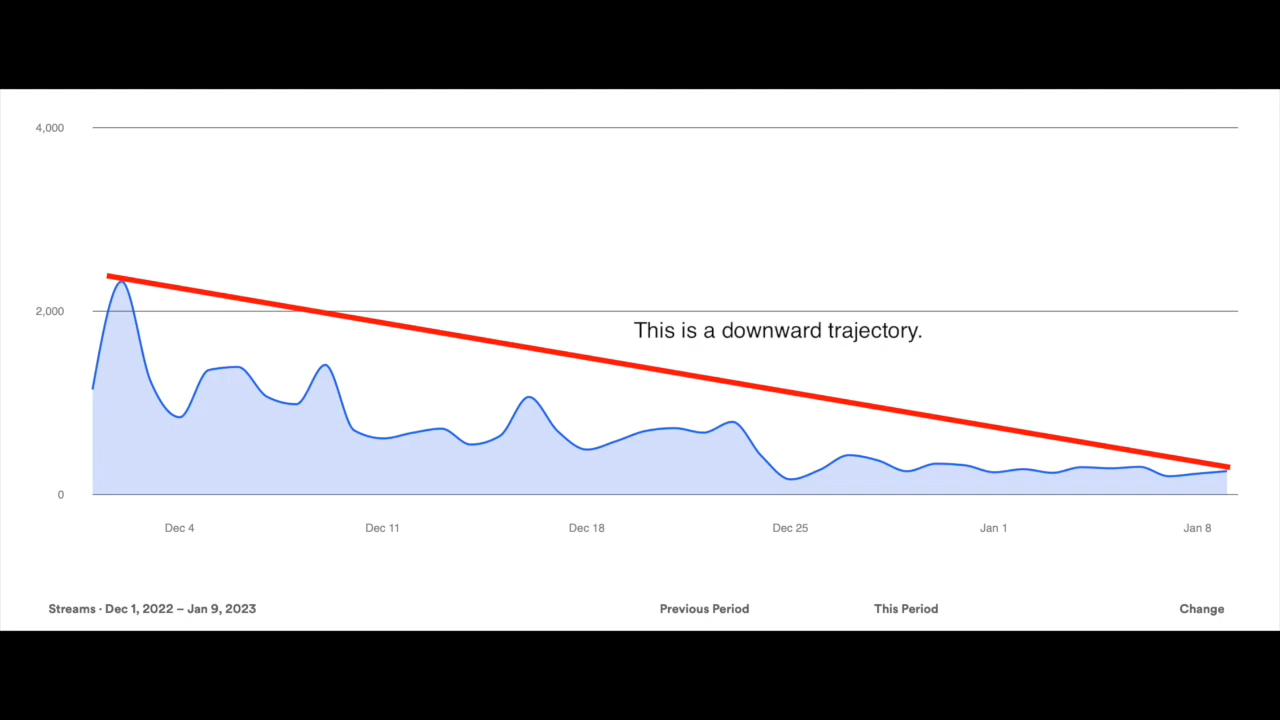 4,000
2,000
This is a downward trajectory.
0
Dec 4 Dec 11 Dec 18 Dec 25 Jan 1 Jan 8
Streams · Dec 1, 2022 – Jan 9, 2023 Previous Period This Period Change